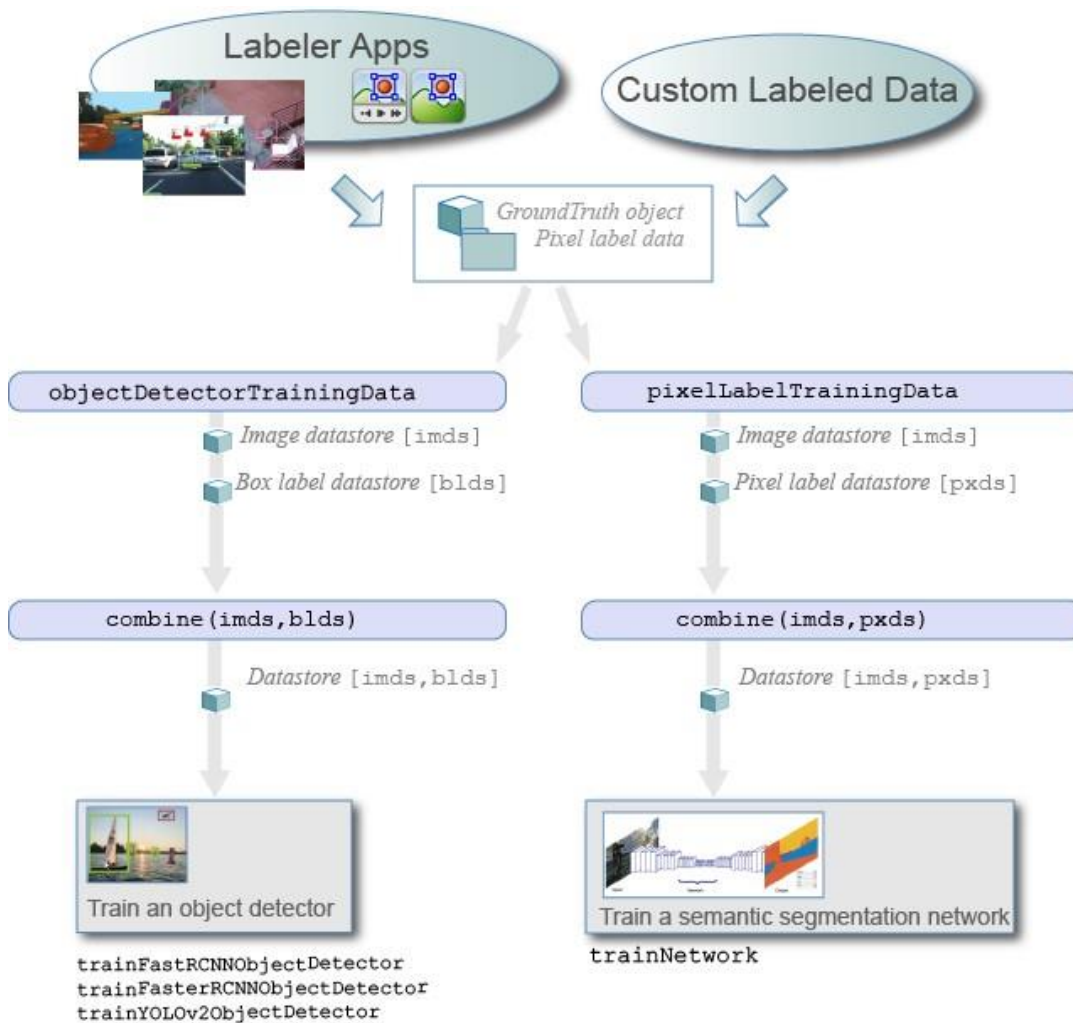 Labeler Apps
Custom Labeled Data
GroundTruth object
Pixel label data
objectDetectorTrainingData
pixelLabelTrainingData
Image datastore [imds]
Image datastore [imds]
Box label datastore [blds]
Pixel label datastore [pxds]
combine(imds,blds)
combine(imds,pxds)
Datastore [imds,blds]
Datastore [imds,pxds]
Train an object detector
Train a semantic segmentation network
trainFastRCNNObjectDetector
trainFasterRCNNObjectDetector
trainYOLOv2ObjectDetector
trainNetwork